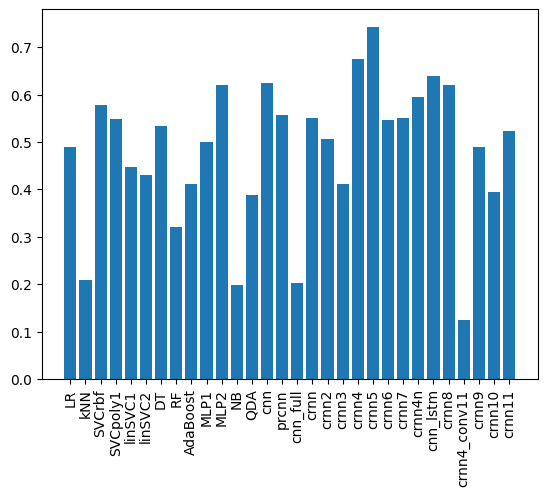 0.7
0.6
0.5
0.4
0.3
0.2
0.1
0.0
LR
kNN
SVCrbf
SVCpoly1
linSVC1
linSVC2
DT
RF
AdaBoost
MLP1
MLP2
NB
QDA
cnn
prcnn
cnn_full
crnn
crnn2
crnn3
crnn4
crnn5
crnn6
crnn7
crnn4n
cnn_lstm
crnn8
crnn4_conv11
crnn9
crnn10
crnn11